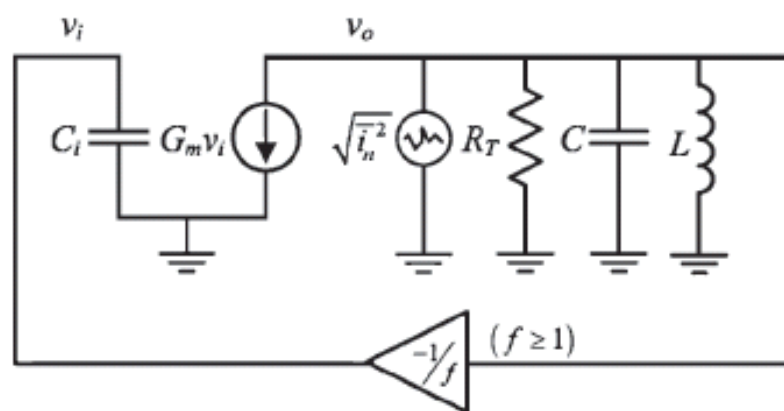 v_i v_o
C_i G_m v_i √(i_n²) R_T C L
−1/f (f ≥ 1)